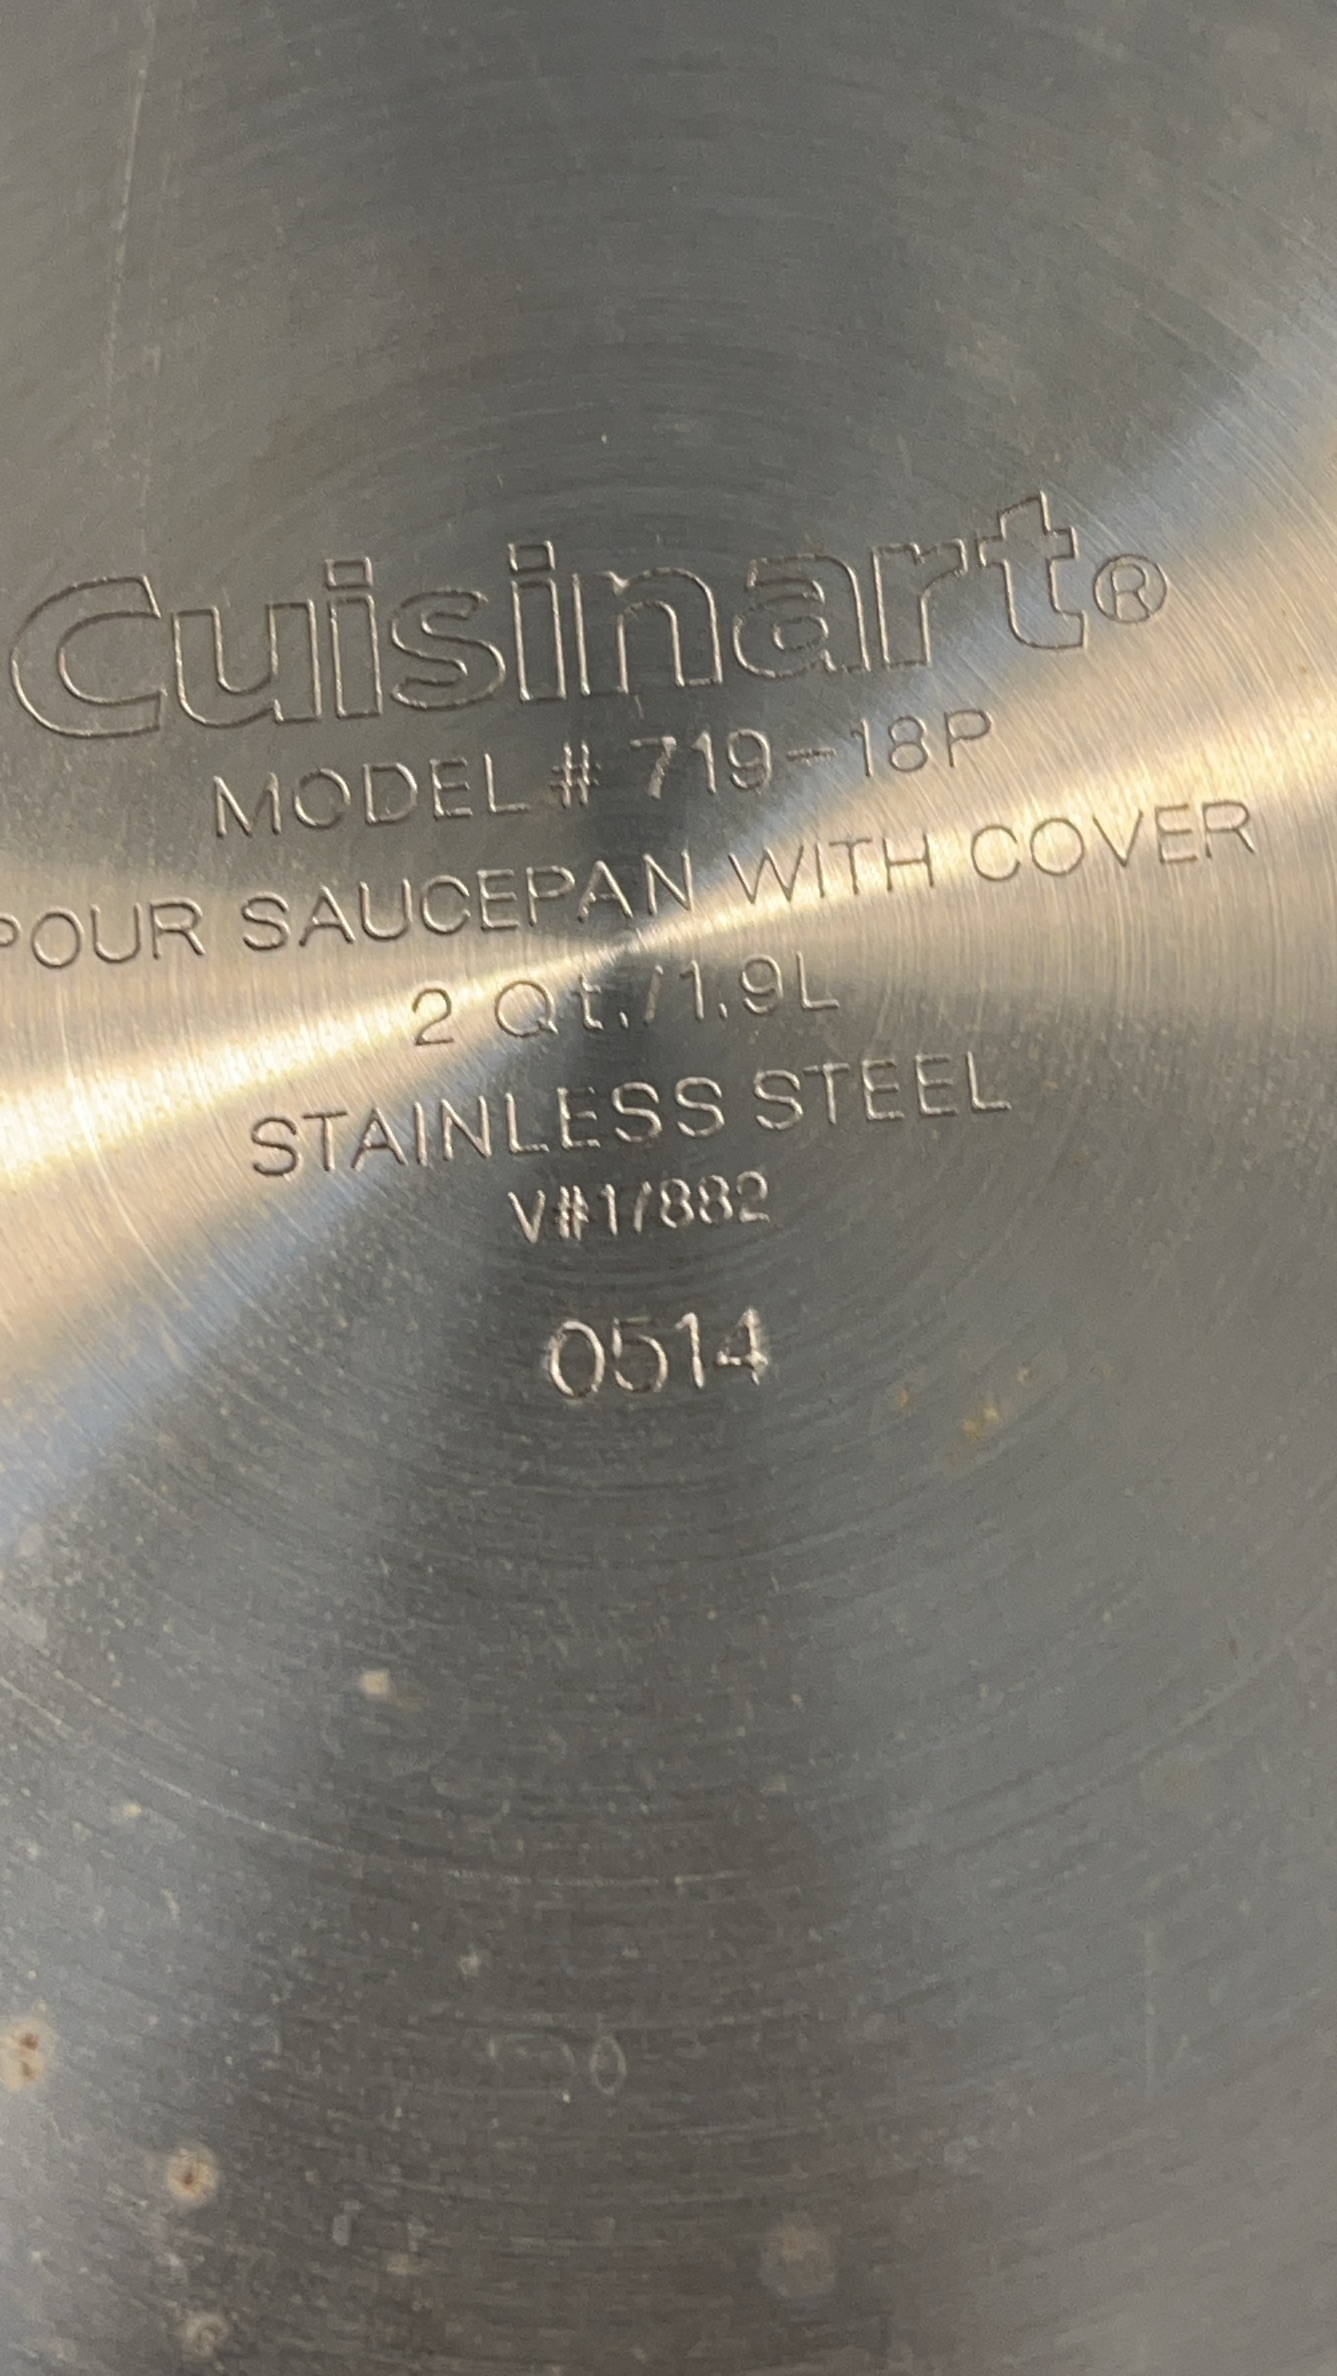 Cuisinart®
MODEL # 719-18P
POUR SAUCEPAN WITH COVER
2 Qt./1.9L
STAINLESS STEEL
V#1/882
0514